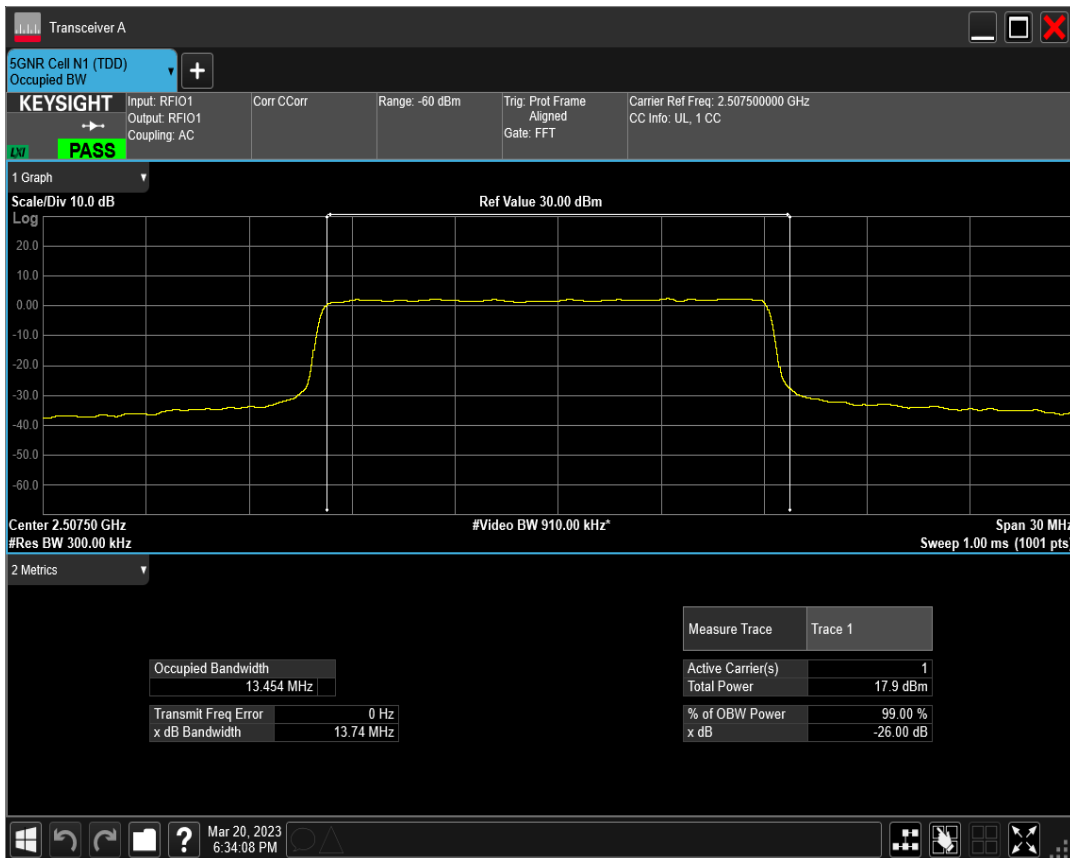 Transceiver A
5GNR Cell N1 (TDD)
Occupied BW
+
KEYSIGHT
LXI
PASS
Input: RFIO1
Output: RFIO1
Coupling: AC
Corr CCorr
Range: -60 dBm
Trig: Prot Frame
Aligned
Gate: FFT
Carrier Ref Freq: 2.507500000 GHz
CC Info: UL, 1 CC
1 Graph
Scale/Div 10.0 dB
Ref Value 30.00 dBm
Log
20.0
10.0
0.00
-10.0
-20.0
-30.0
-40.0
-50.0
-60.0
Center 2.50750 GHz
#Video BW 910.00 kHz*
Span 30 MHz
#Res BW 300.00 kHz
Sweep 1.00 ms (1001 pts)
2 Metrics
Measure Trace Trace 1
Occupied Bandwidth
13.454 MHz
Active Carrier(s) 1
Total Power 17.9 dBm
Transmit Freq Error 0 Hz
x dB Bandwidth 13.74 MHz
% of OBW Power 99.00 %
x dB -26.00 dB
?
Mar 20, 2023
6:34:08 PM